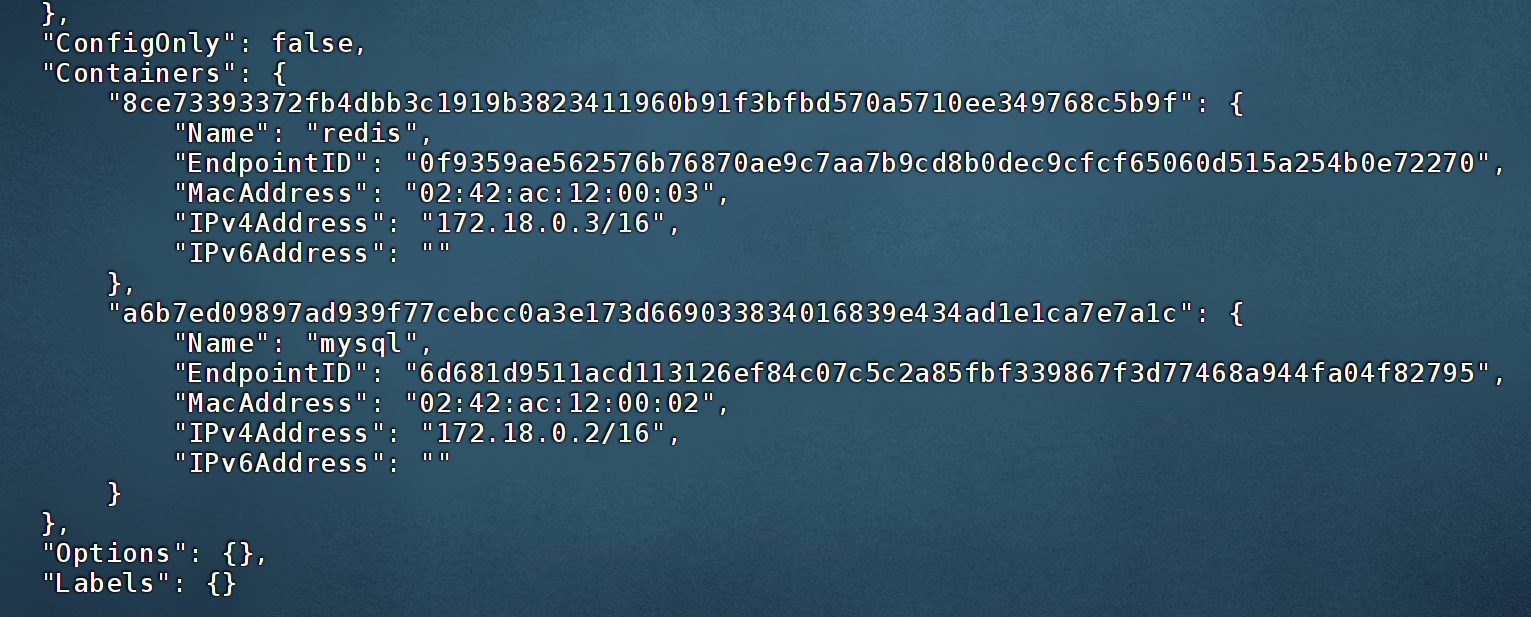 },
"ConfigOnly": false,
"Containers": {
"8ce73393372fb4dbb3c1919b3823411960b91f3bfbd570a5710ee349768c5b9f": {
"Name": "redis",
"EndpointID": "0f9359ae562576b76870ae9c7aa7b9cd8b0dec9cfcf65060d515a254b0e72270",
"MacAddress": "02:42:ac:12:00:03",
"IPv4Address": "172.18.0.3/16",
"IPv6Address": ""
},
"a6b7ed09897ad939f77cebcc0a3e173d669033834016839e434ad1e1ca7e7a1c": {
"Name": "mysql",
"EndpointID": "6d681d9511acd113126ef84c07c5c2a85fbf339867f3d77468a944fa04f82795",
"MacAddress": "02:42:ac:12:00:02",
"IPv4Address": "172.18.0.2/16",
"IPv6Address": ""
}
},
"Options": {},
"Labels": {}